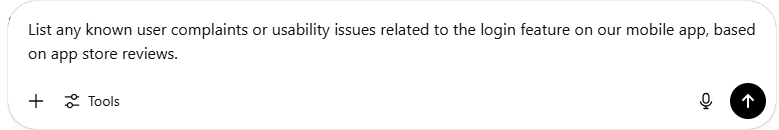 List any known user complaints or usability issues related to the login feature on our mobile app, based
on app store reviews.
Tools